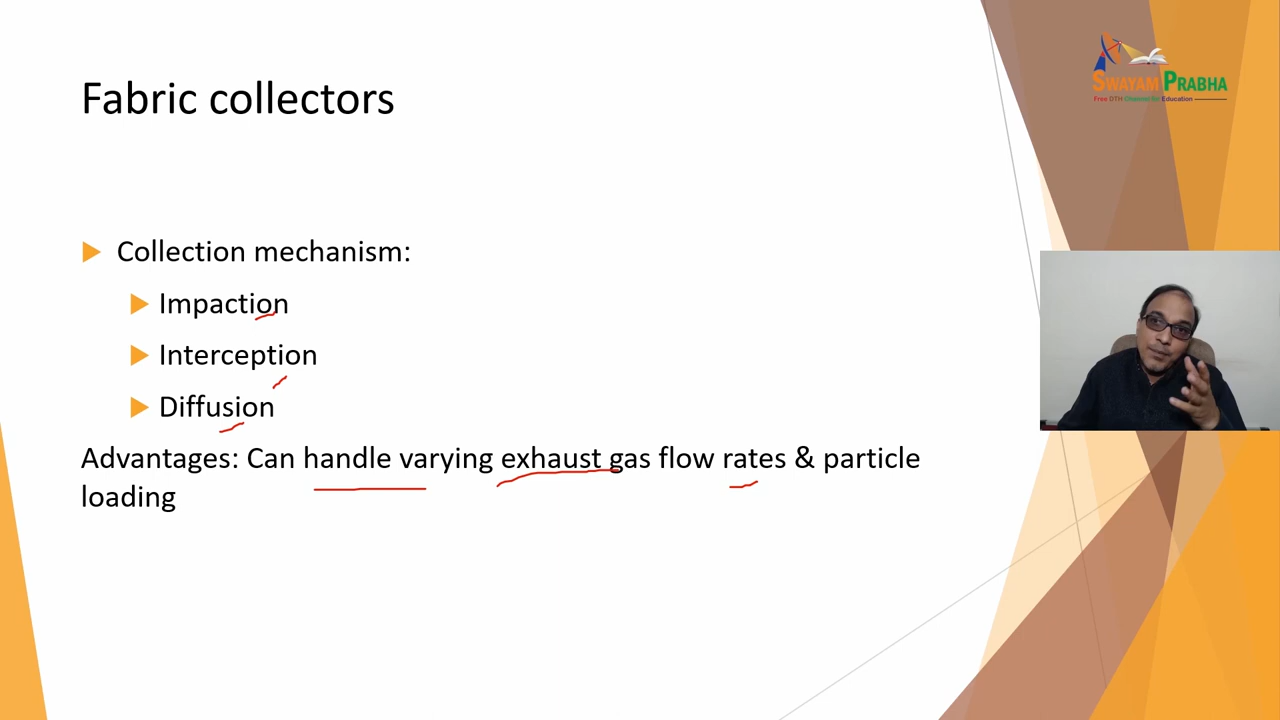 Fabric collectors
SWAYAM PRABHA
Free DTH Channel for Education
Collection mechanism:
Impaction
Interception
Diffusion
Advantages: Can handle varying exhaust gas flow rates & particle
loading